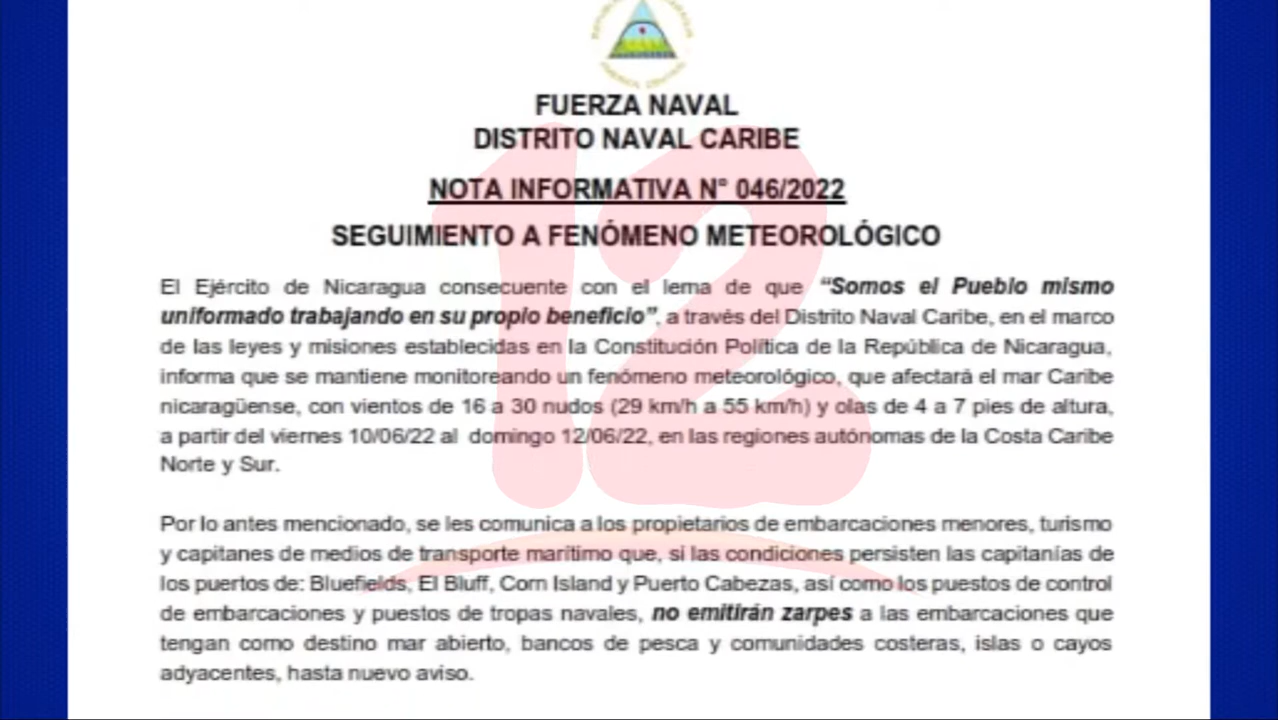 FUERZA NAVAL
DISTRITO NAVAL CARIBE
NOTA INFORMATIVA N° 046/2022
SEGUIMIENTO A FENÓMENO METEOROLÓGICO
El Ejército de Nicaragua consecuente con el lema de que “Somos el Pueblo mismo
uniformado trabajando en su propio beneficio”, a través del Distrito Naval Caribe, en el marco
de las leyes y misiones establecidas en la Constitución Política de la República de Nicaragua,
informa que se mantiene monitoreando un fenómeno meteorológico, que afectará el mar Caribe
nicaragüense, con vientos de 16 a 30 nudos (29 km/h a 55 km/h) y olas de 4 a 7 pies de altura,
a partir del viernes 10/06/22 al domingo 12/06/22, en las regiones autónomas de la Costa Caribe
Norte y Sur.
Por lo antes mencionado, se les comunica a los propietarios de embarcaciones menores, turismo
y capitanes de medios de transporte marítimo que, si las condiciones persisten las capitanías de
los puertos de: Bluefields, El Bluff, Corn Island y Puerto Cabezas, así como los puestos de control
de embarcaciones y puestos de tropas navales, no emitirán zarpes a las embarcaciones que
tengan como destino mar abierto, bancos de pesca y comunidades costeras, islas o cayos
adyacentes, hasta nuevo aviso.
12